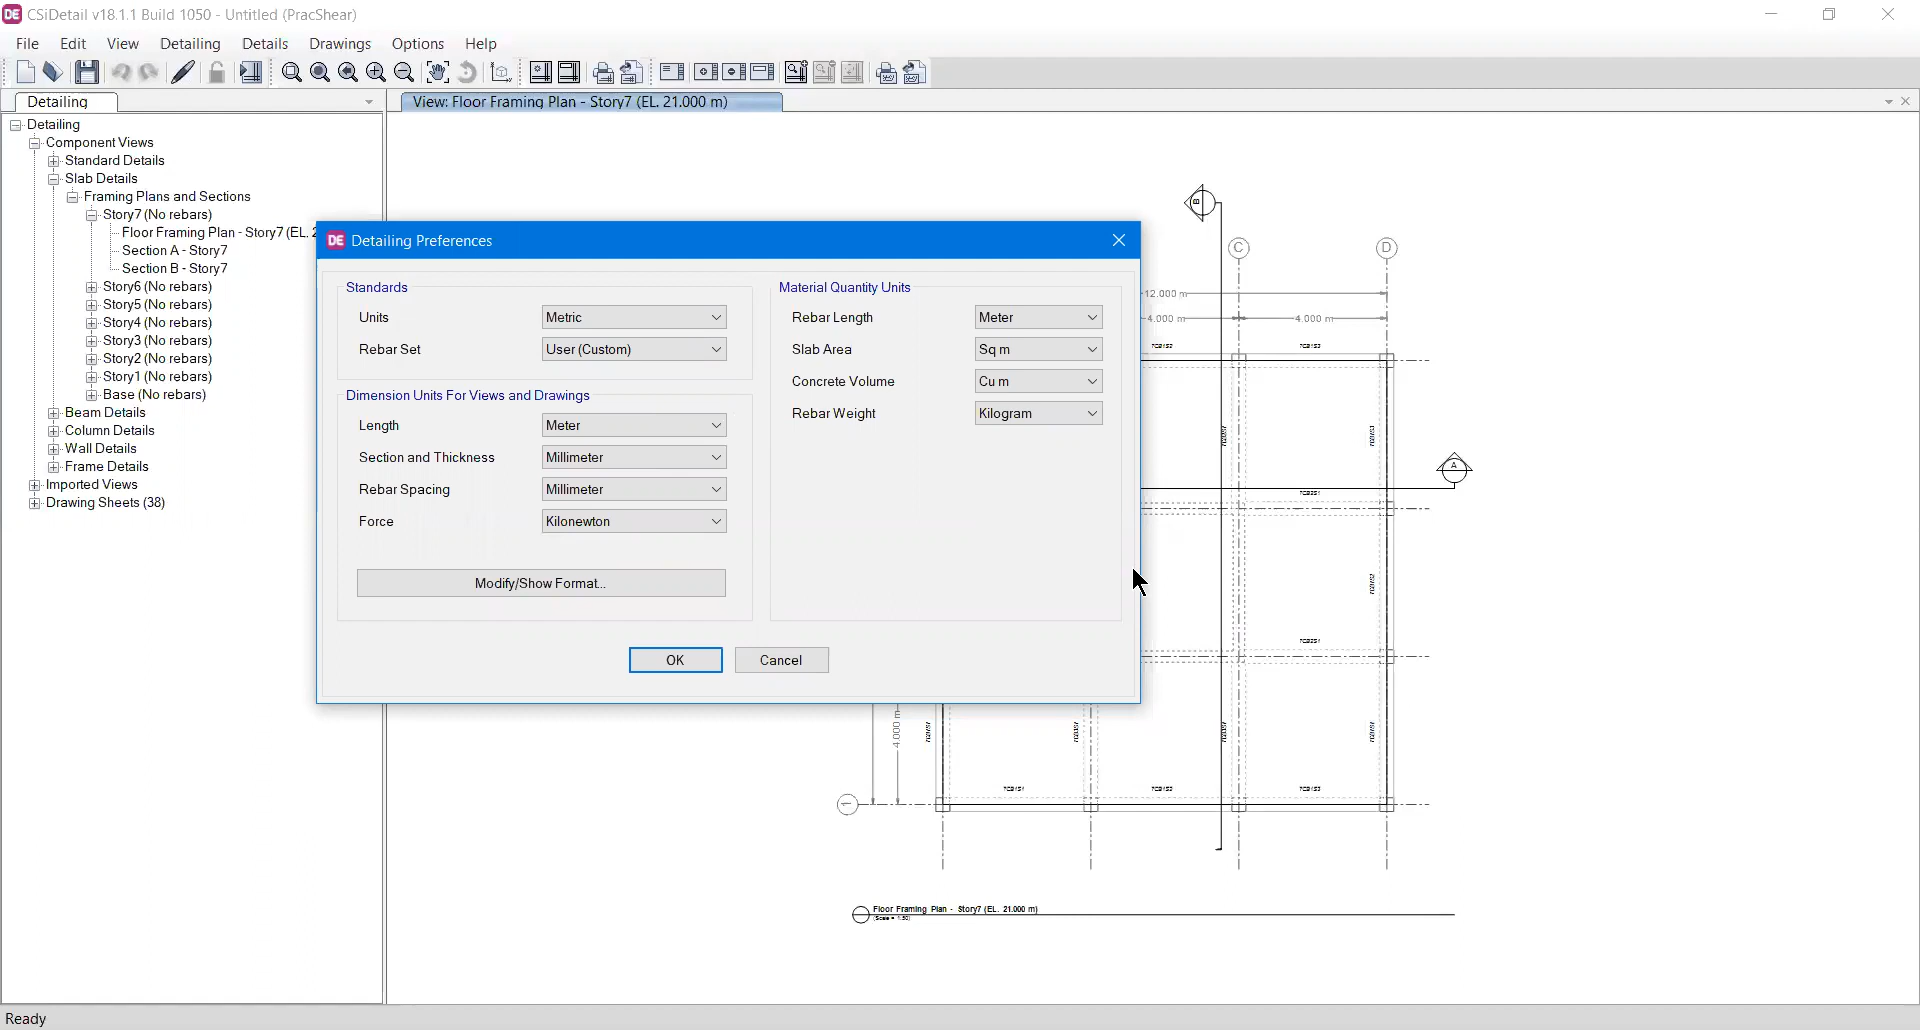 DE CSiDetail v18.1.1 Build 1050 - Untitled (PracShear)
File Edit View Detailing Details Drawings Options Help
Detailing
View: Floor Framing Plan - Story7 (EL. 21.000 m)
Detailing
Component Views
Standard Details
Slab Details
Framing Plans and Sections
Story7 (No rebars)
Floor Framing Plan - Story7 (EL. 2
Section A - Story7
Section B - Story7
Story6 (No rebars)
Story5 (No rebars)
Story4 (No rebars)
Story3 (No rebars)
Story2 (No rebars)
Story1 (No rebars)
Base (No rebars)
Beam Details
Column Details
Wall Details
Frame Details
Imported Views
Drawing Sheets (38)
DE Detailing Preferences
Standards
Units Metric
Rebar Set User (Custom)
Dimension Units For Views and Drawings
Length Meter
Section and Thickness Millimeter
Rebar Spacing Millimeter
Force Kilonewton
Modify/Show Format...
Material Quantity Units
Rebar Length Meter
Slab Area Sq m
Concrete Volume Cu m
Rebar Weight Kilogram
OK Cancel
B
C D
12.000 m
4.000 m 4.000 m
A
4.000 m
1
Floor Framing Plan - Story7 (EL. 21.000 m)
(Scale = 1:50)
Ready